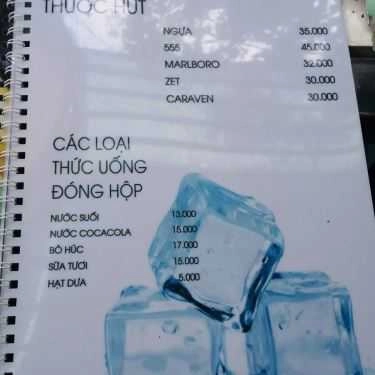 THUỐC HÚT
NGỰA 35.000
555 45.000
MARLBORO 32.000
ZET 30.000
CARAVEN 30.000
CÁC LOẠI
THỨC UỐNG
ĐÓNG HỘP
NƯỚC SUỐI 13.000
NƯỚC COCACOLA 15.000
BÒ HÚC 17.000
SỮA TƯƠI 15.000
HẠT DƯA 5.000